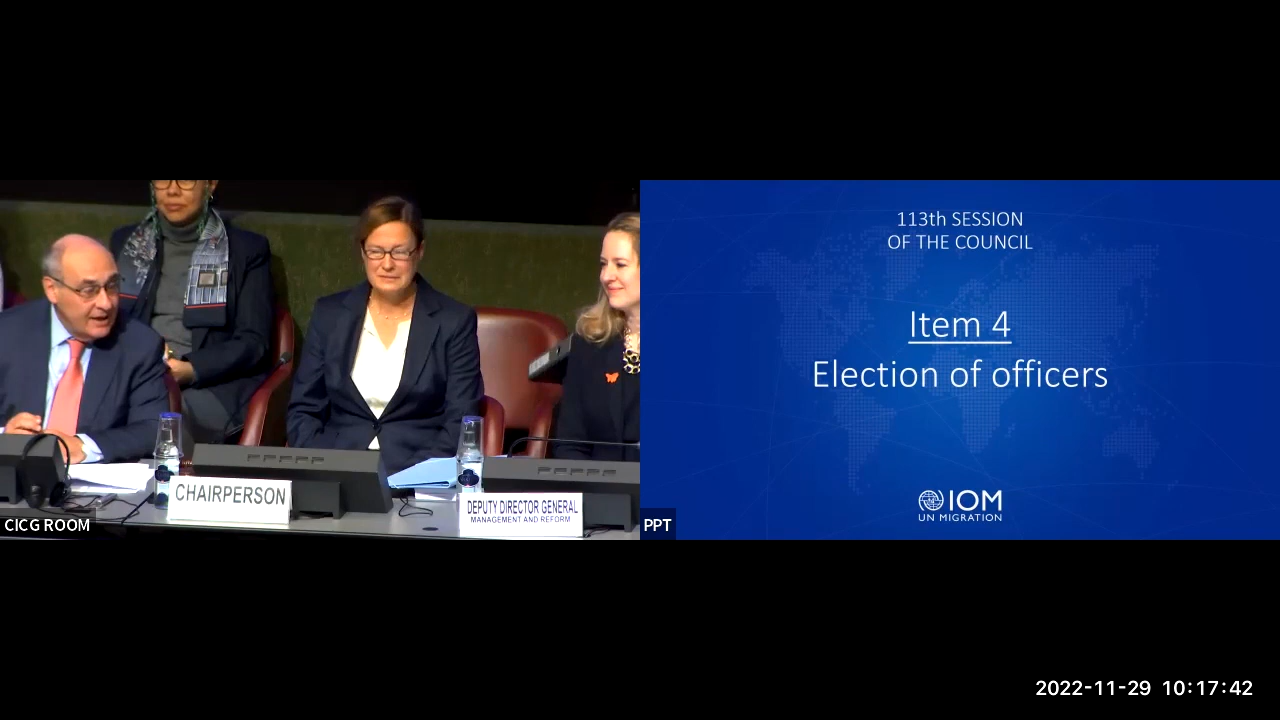 CHAIRPERSON
DEPUTY DIRECTOR GENERAL
MANAGEMENT AND REFORM
CICG ROOM
113th SESSION
OF THE COUNCIL
Item 4
Election of officers
IOM
UN MIGRATION
PPT
2022-11-29 10:17:42